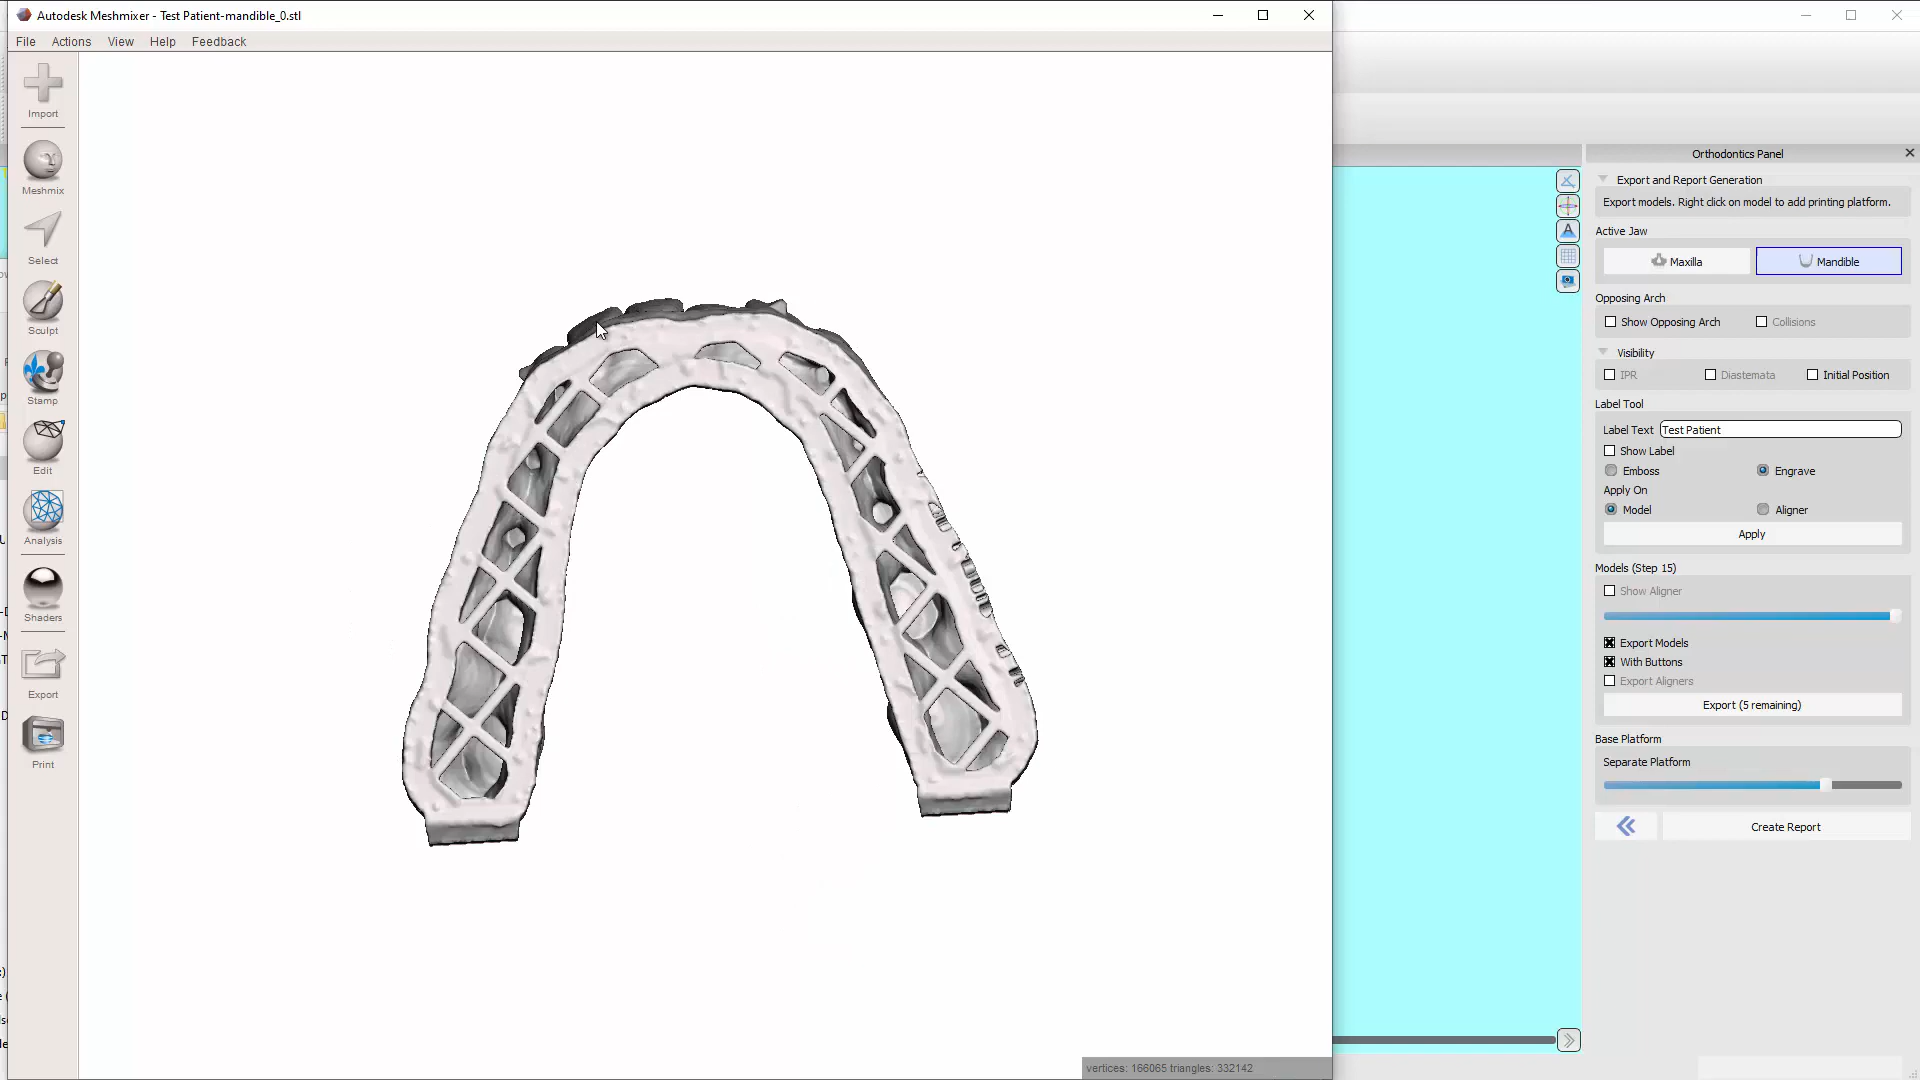 Autodesk Meshmixer - Test Patient-mandible_0.stl
File Actions View Help Feedback
Import
Meshmix
Select
Sculpt
Stamp
Edit
Analysis
Shaders
Export
Print
vertices: 166065 triangles: 332142
Orthodontics Panel
Export and Report Generation
Export models. Right click on model to add printing platform.
Active Jaw
Maxilla Mandible
Opposing Arch
Show Opposing Arch Collisions
Visibility
IPR Diastemata Initial Position
Label Tool
Label Text Test Patient
Show Label
Emboss Engrave
Apply On
Model Aligner
Apply
Models (Step 15)
Show Aligner
Export Models
With Buttons
Export Aligners
Export (5 remaining)
Base Platform
Separate Platform
Create Report